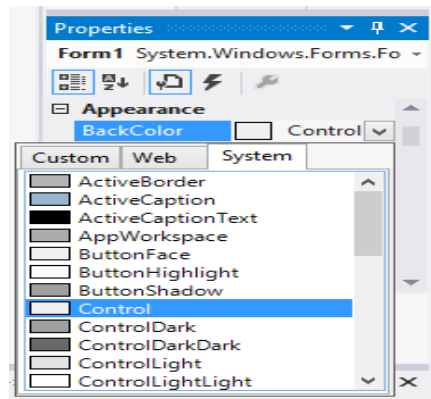 Properties
Form1 System.Windows.Forms.Fo
Appearance
BackColor Control
Custom Web System
ActiveBorder
ActiveCaption
ActiveCaptionText
AppWorkspace
ButtonFace
ButtonHighlight
ButtonShadow
Control
ControlDark
ControlDarkDark
ControlLight
ControlLightLight